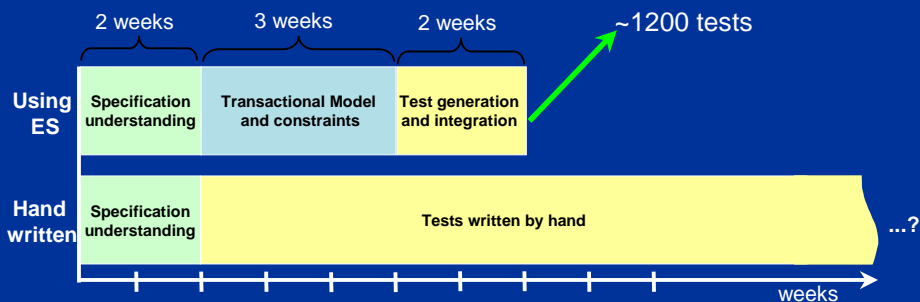 2 weeks 3 weeks 2 weeks ~1200 tests
Using
ES
Specification
understanding
Transactional Model
and constraints
Test generation
and integration
Hand
written
Specification
understanding
Tests written by hand
...?
weeks